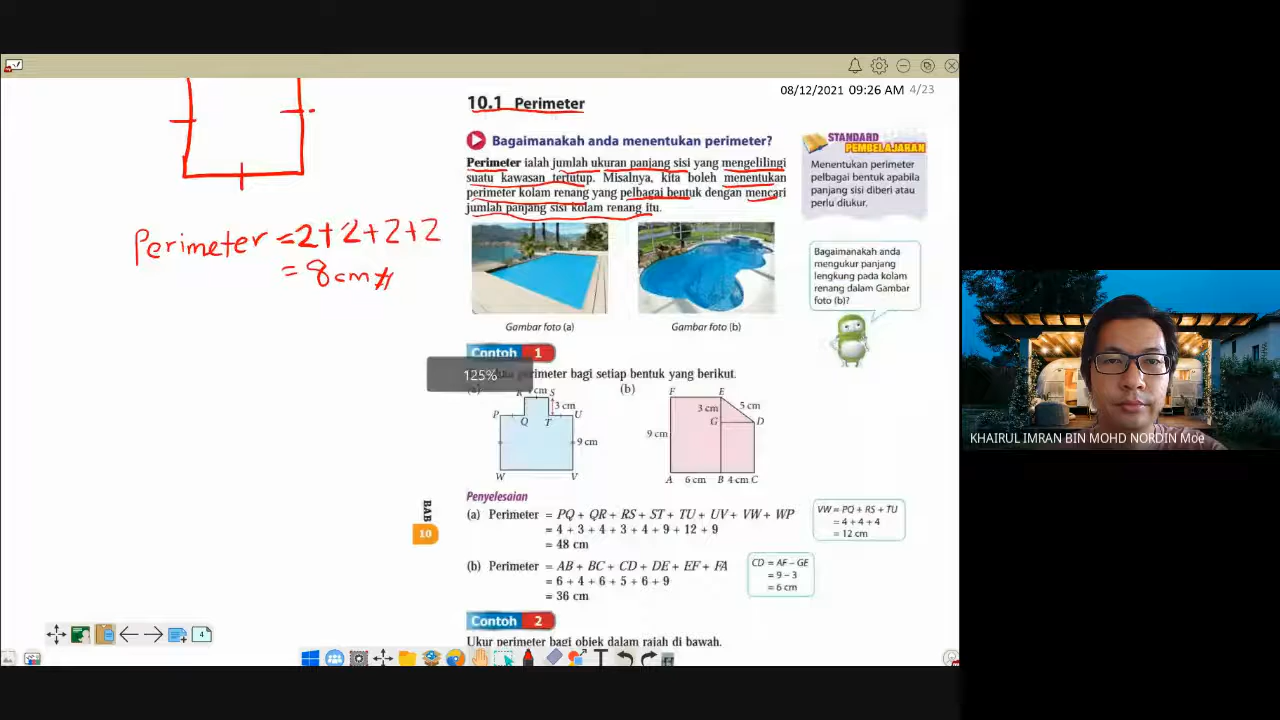 08/12/2021 09:26 AM 4/23
Perimeter = 2+2+2+2
= 8 cm
10.1 Perimeter
Bagaimanakah anda menentukan perimeter?
Perimeter ialah jumlah ukuran panjang sisi yang mengelilingi
suatu kawasan tertutup. Misalnya, kita boleh menentukan
perimeter kolam renang yang pelbagai bentuk dengan mencari
jumlah panjang sisi kolam renang itu.
STANDARD
PEMBELAJARAN
Menentukan perimeter
pelbagai bentuk apabila
panjang sisi diberi atau
perlu diukur.
Gambar foto (a)
Gambar foto (b)
Bagaimanakah anda
mengukur panjang
lengkung pada kolam
renang dalam Gambar
foto (b)?
Contoh 1
125%
perimeter bagi setiap bentuk yang berikut.
(a)
R cm S
3 cm
P Q T U
9 cm
W V
(b)
F E
3 cm 5 cm
G D
9 cm
A 6 cm B 4 cm C
Penyelesaian
(a) Perimeter = PQ + QR + RS + ST + TU + UV + VW + WP
= 4 + 3 + 4 + 3 + 4 + 9 + 12 + 9
= 48 cm
VW = PQ + RS + TU
= 4 + 4 + 4
= 12 cm
(b) Perimeter = AB + BC + CD + DE + EF + FA
= 6 + 4 + 6 + 5 + 6 + 9
= 36 cm
CD = AF – GE
= 9 – 3
= 6 cm
BAB
10
Contoh 2
Ukur perimeter bagi objek dalam rajah di bawah.
4
KHAIRUL IMRAN BIN MOHD NORDIN Moe